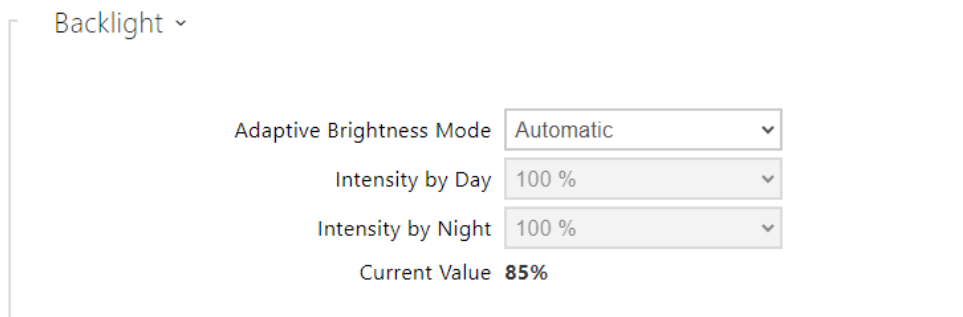 Backlight
Adaptive Brightness Mode Automatic
Intensity by Day 100 %
Intensity by Night 100 %
Current Value 85%